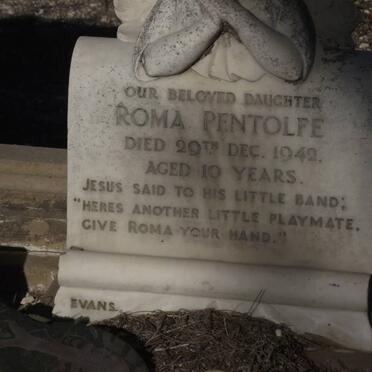 OUR BELOVED DAUGHTER
ROMA PENTOLFE
DIED 29TH DEC. 1942.
AGED 10 YEARS.
JESUS SAID TO HIS LITTLE BAND;
"HERES ANOTHER LITTLE PLAYMATE,
GIVE ROMA YOUR HAND."
EVANS.